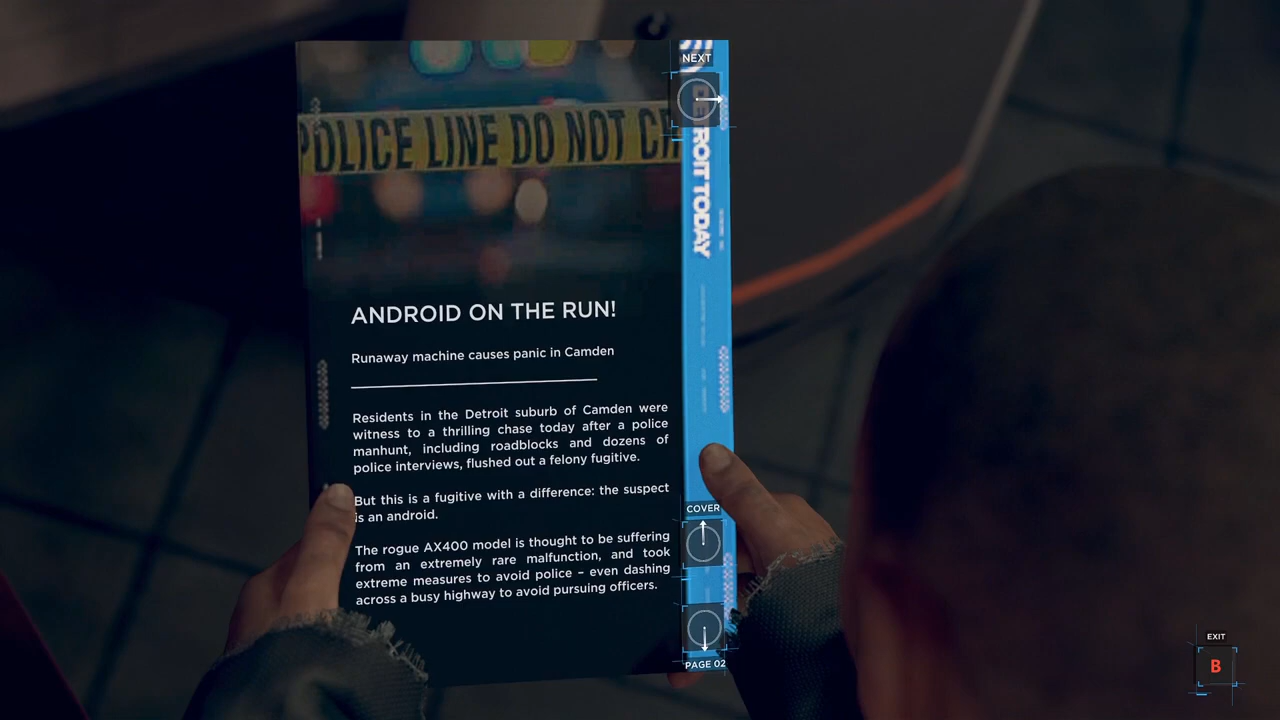 NEXT
POLICE LINE DO NOT
DETROIT TODAY
ANDROID ON THE RUN!
Runaway machine causes panic in Camden
Residents in the Detroit suburb of Camden were
witness to a thrilling chase today after a police
manhunt, including roadblocks and dozens of
police interviews, flushed out a felony fugitive.
But this is a fugitive with a difference: the suspect
is an android.
The rogue AX400 model is thought to be suffering
from an extremely rare malfunction, and took
extreme measures to avoid police – even dashing
across a busy highway to avoid pursuing officers.
COVER
PAGE 02
EXIT
B